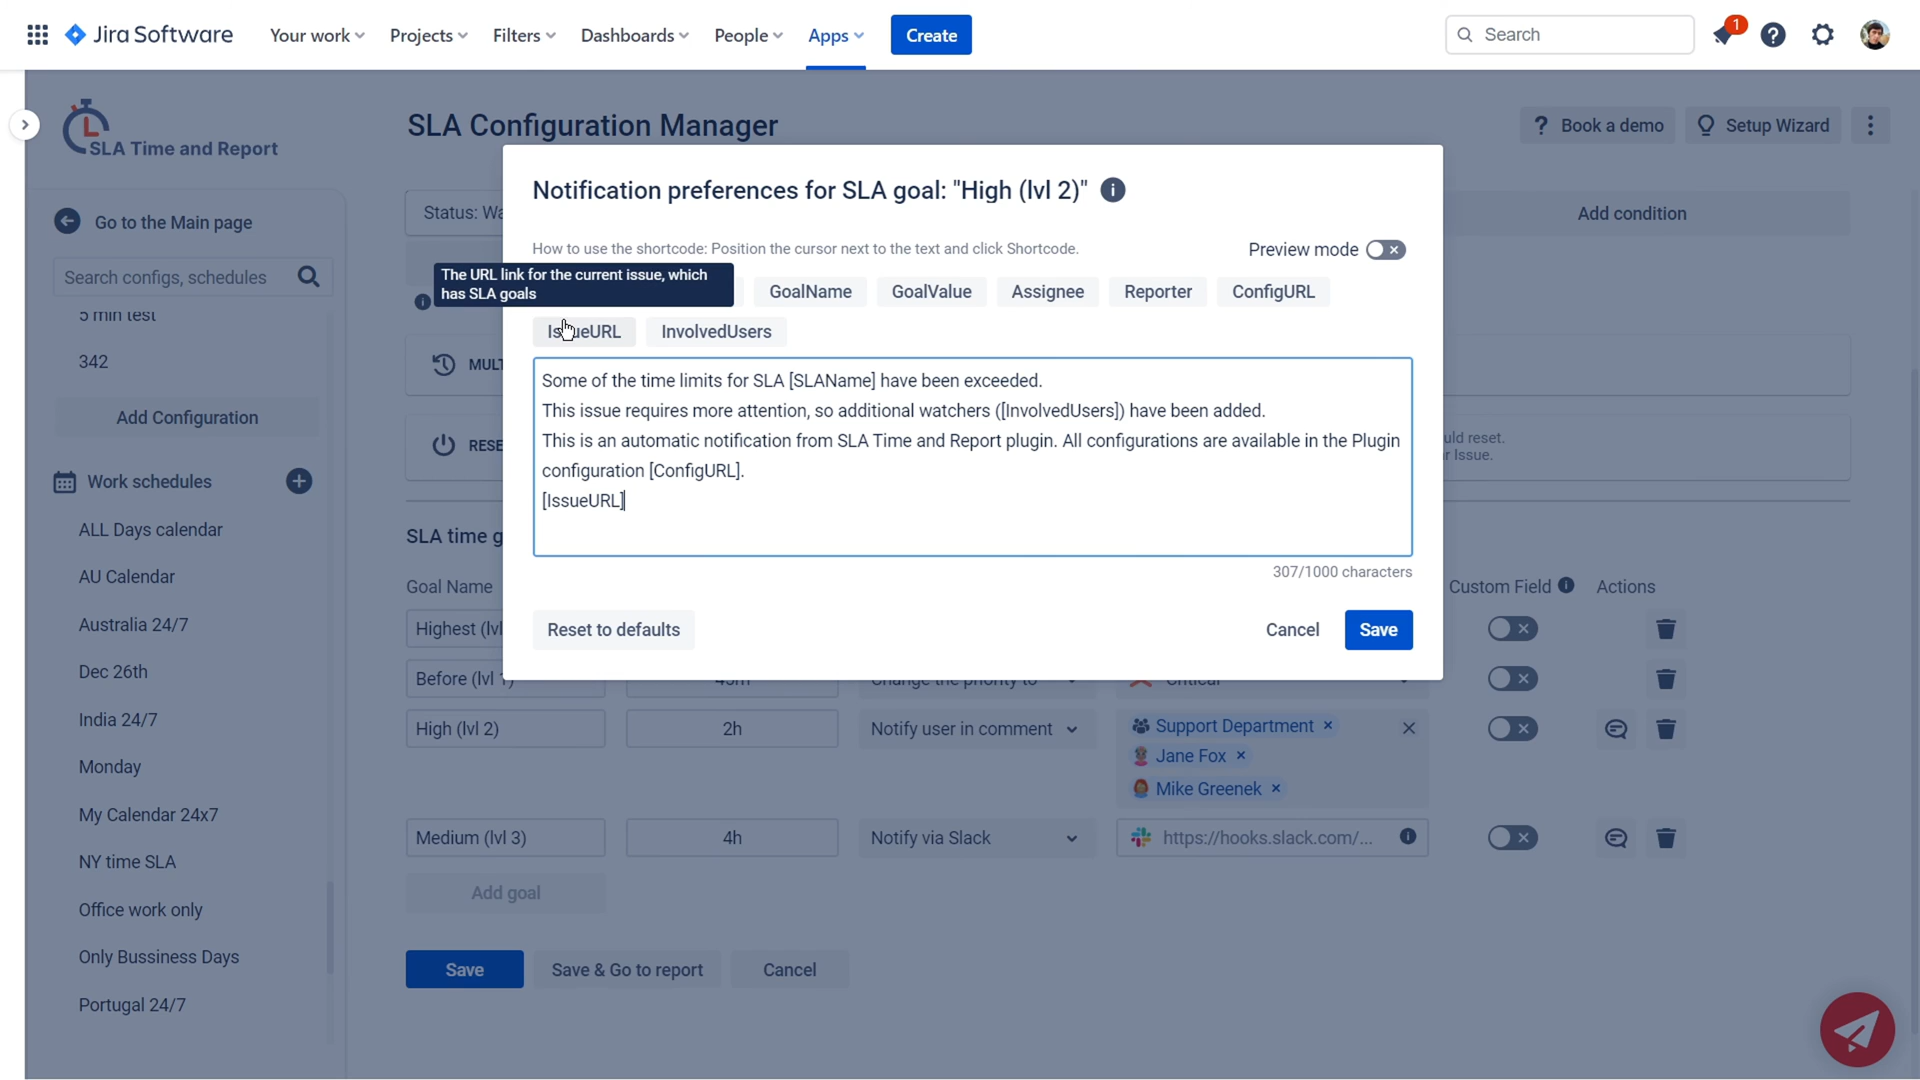 Jira Software
Your work
Projects
Filters
Dashboards
People
Apps
Create
Search
1
SLA Time and Report
SLA Configuration Manager
? Book a demo
Setup Wizard
Go to the Main page
Search configs, schedules
5 min test
342
Add Configuration
Work schedules
ALL Days calendar
AU Calendar
Australia 24/7
Dec 26th
India 24/7
Monday
My Calendar 24x7
NY time SLA
Office work only
Only Bussiness Days
Portugal 24/7
Status: Wa
Add condition
MULT
RESE
uld reset.
r Issue.
Notification preferences for SLA goal: "High (lvl 2)"
How to use the shortcode: Position the cursor next to the text and click Shortcode.
Preview mode
The URL link for the current issue, which
has SLA goals
GoalName
GoalValue
Assignee
Reporter
ConfigURL
IssueURL
InvolvedUsers
Some of the time limits for SLA [SLAName] have been exceeded.
This issue requires more attention, so additional watchers ([InvolvedUsers]) have been added.
This is an automatic notification from SLA Time and Report plugin. All configurations are available in the Plugin
configuration [ConfigURL].
[IssueURL]
307/1000 characters
Reset to defaults
Cancel
Save
SLA time g
Goal Name
Custom Field
Actions
Highest (lvl
Before (lvl 1)
45m
Change the priority to
Critical
High (lvl 2)
2h
Notify user in comment
Support Department
Jane Fox
Mike Greenek
Medium (lvl 3)
4h
Notify via Slack
https://hooks.slack.com/...
Add goal
Save
Save & Go to report
Cancel